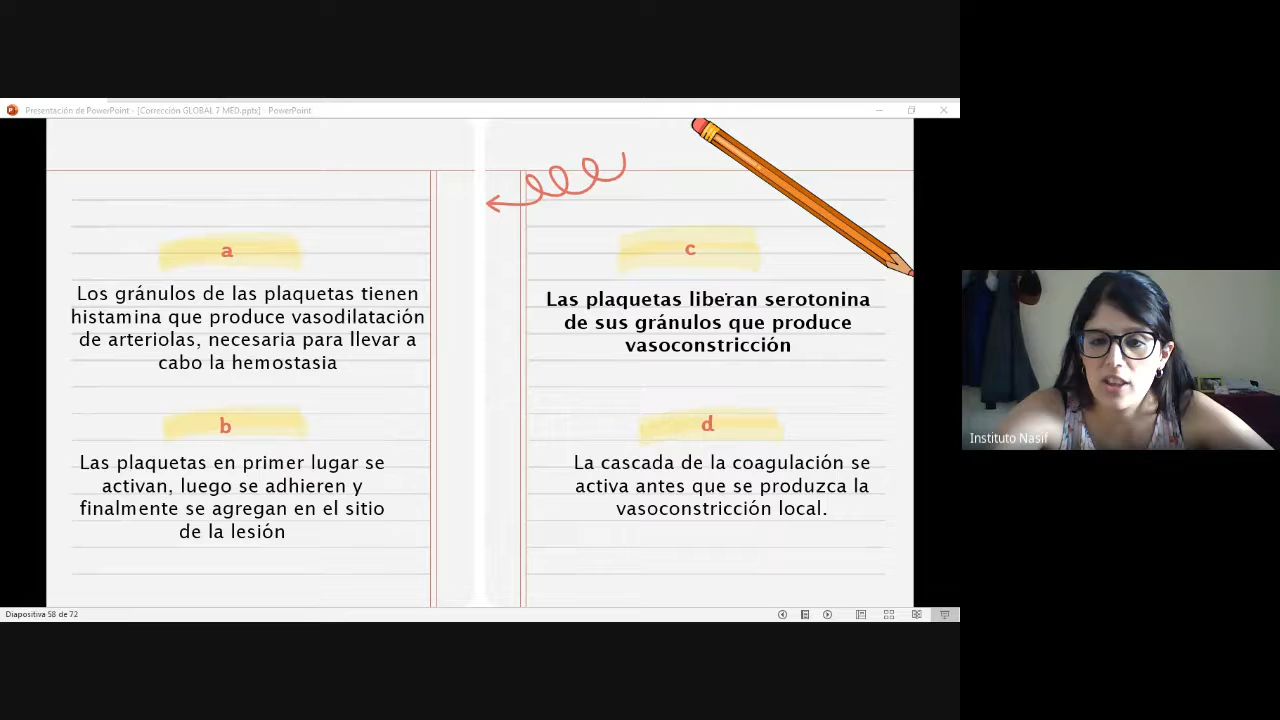 Presentación de PowerPoint - [Corrección GLOBAL 7 MED.pptx] - PowerPoint
a
Los gránulos de las plaquetas tienen
histamina que produce vasodilatación
de arteriolas, necesaria para llevar a
cabo la hemostasia
b
Las plaquetas en primer lugar se
activan, luego se adhieren y
finalmente se agregan en el sitio
de la lesión
c
Las plaquetas liberan serotonina
de sus gránulos que produce
vasoconstricción
d
La cascada de la coagulación se
activa antes que se produzca la
vasoconstricción local.
Instituto Nasif
Diapositiva 58 de 72